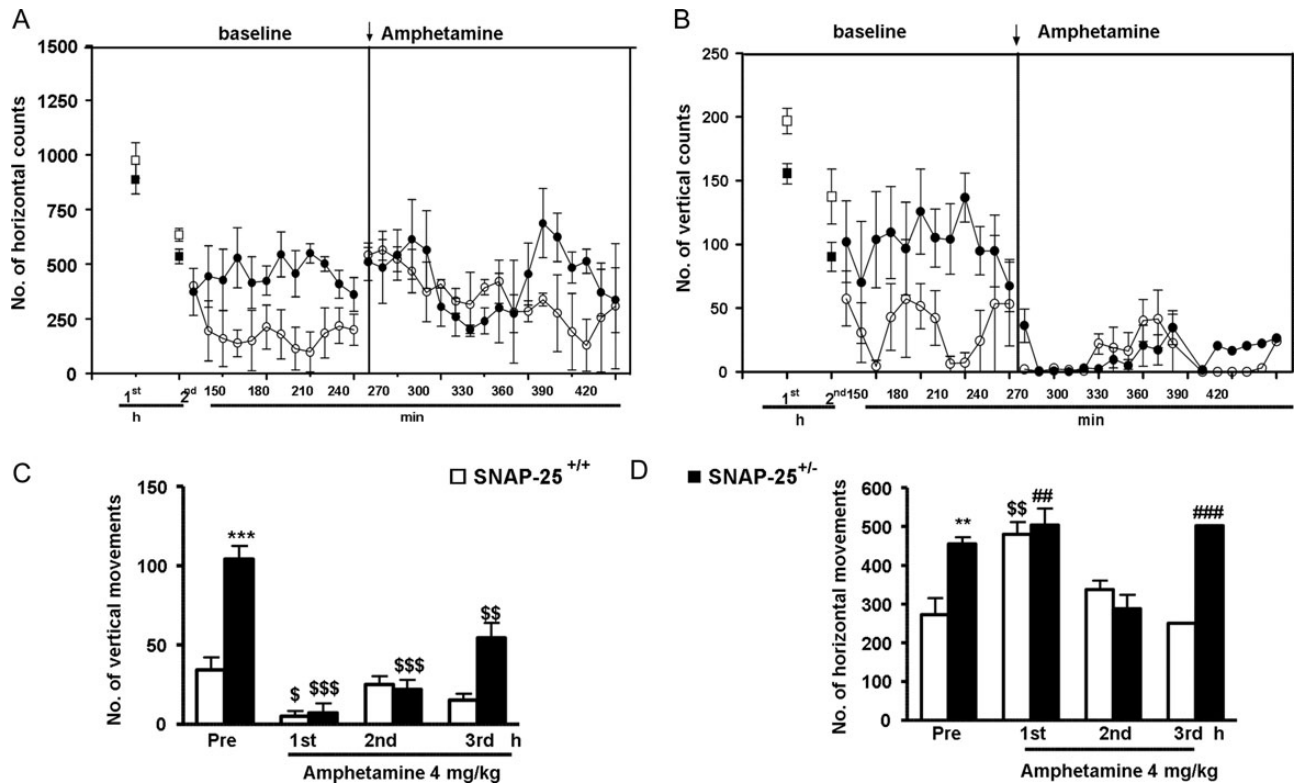 A
baseline
Amphetamine
No. of horizontal counts
1500
1250
1000
750
500
250
0
1st 2nd 150 180 210 240 270 300 330 360 390 420
h min
B
baseline
Amphetamine
No. of vertical counts
250
200
150
100
50
0
1st 2nd 150 180 210 240 270 300 330 360 390 420
h min
C
SNAP-25 +/+
No. of vertical movements
150
100
50
0
***
$
$$$
$$$
$$
Pre 1st 2nd 3rd h
Amphetamine 4 mg/kg
D
SNAP-25+/-
No. of horizontal movements
600
500
400
300
200
100
0
**
$$
##
###
Pre 1st 2nd 3rd h
Amphetamine 4 mg/kg